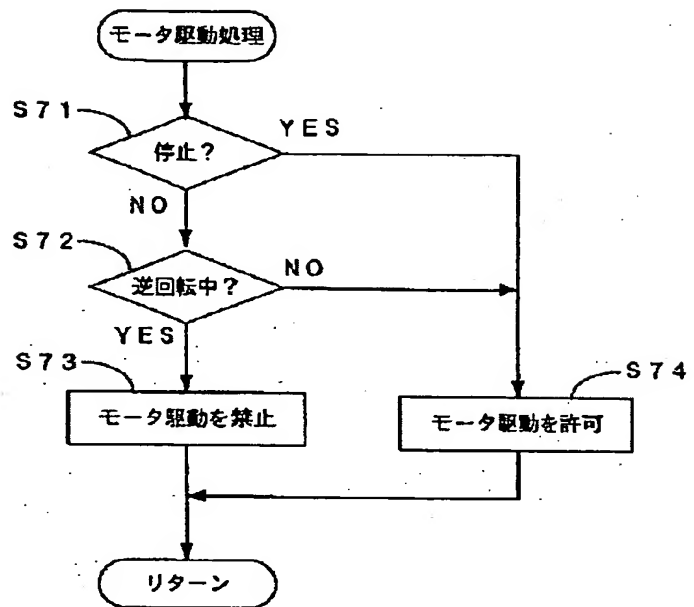 モータ駆動処理
S71
停止？
YES
NO
S72
逆回転中？
NO
YES
S73
モータ駆動を禁止
S74
モータ駆動を許可
リターン